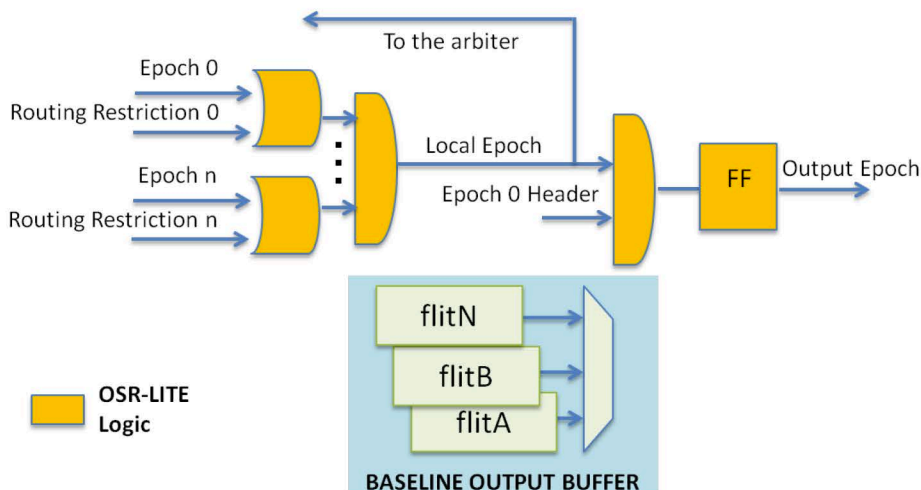 To the arbiter
Epoch 0
Routing Restriction 0
Epoch n
Routing Restriction n
Local Epoch
Epoch 0 Header
FF
Output Epoch
flitN
flitB
flitA
OSR-LITE
Logic
BASELINE OUTPUT BUFFER